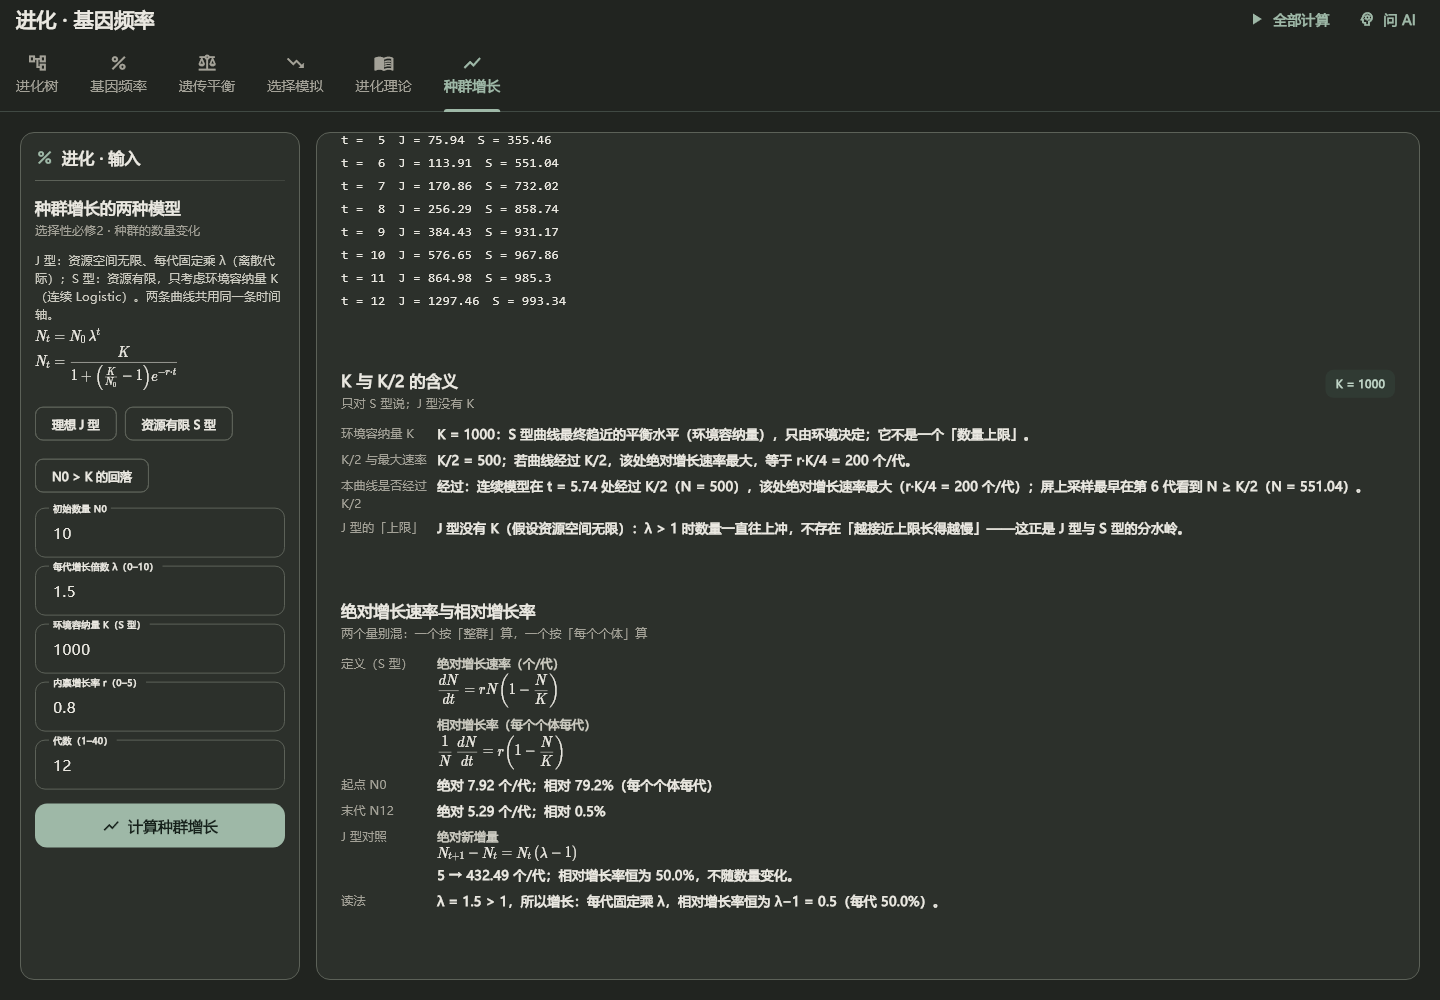 进化 · 基因频率
全部计算
问 AI
进化树
基因频率
遗传平衡
选择模拟
进化理论
种群增长
进化 · 输入
种群增长的两种模型
选择性必修2 · 种群的数量变化
J 型：资源空间无限、每代固定乘 λ（离散代
际）；S 型：资源有限，只考虑环境容纳量 K
（连续 Logistic）。两条曲线共用同一条时间
轴。
N_t = N_0 λ^t
N_t = K / (1 + (K/N_0 − 1) e^{−r·t})
理想 J 型
资源有限 S 型
N0 > K 的回落
初始数量 N0
10
每代增长倍数 λ（0–10）
1.5
环境容纳量 K（S 型）
1000
内禀增长率 r（0–5）
0.8
代数（1–40）
12
计算种群增长
t = 5 J = 75.94 S = 355.46
t = 6 J = 113.91 S = 551.04
t = 7 J = 170.86 S = 732.02
t = 8 J = 256.29 S = 858.74
t = 9 J = 384.43 S = 931.17
t = 10 J = 576.65 S = 967.86
t = 11 J = 864.98 S = 985.3
t = 12 J = 1297.46 S = 993.34
K 与 K/2 的含义
K = 1000
只对 S 型说；J 型没有 K
环境容纳量 K
K = 1000：S 型曲线最终趋近的平衡水平（环境容纳量），只由环境决定；它不是一个「数量上限」。
K/2 与最大速率
K/2 = 500；若曲线经过 K/2，该处绝对增长速率最大，等于 r·K/4 = 200 个/代。
本曲线是否经过
K/2
经过：连续模型在 t = 5.74 处经过 K/2（N = 500），该处绝对增长速率最大（r·K/4 = 200 个/代）；屏上采样最早在第 6 代看到 N ≥ K/2（N = 551.04）。
J 型的「上限」
J 型没有 K（假设资源空间无限）：λ > 1 时数量一直往上冲，不存在「越接近上限长得越慢」——这正是 J 型与 S 型的分水岭。
绝对增长速率与相对增长率
两个量别混：一个按「整群」算，一个按「每个个体」算
定义（S 型）
绝对增长速率（个/代）
dN/dt = rN(1 − N/K)
相对增长率（每个个体每代）
1/N dN/dt = r(1 − N/K)
起点 N0
绝对 7.92 个/代；相对 79.2%（每个个体每代）
末代 N12
绝对 5.29 个/代；相对 0.5%
J 型对照
绝对新增量
N_{t+1} − N_t = N_t (λ − 1)
5 → 432.49 个/代；相对增长率恒为 50.0%，不随数量变化。
读法
λ = 1.5 > 1，所以增长：每代固定乘 λ，相对增长率恒为 λ−1 = 0.5（每代 50.0%）。